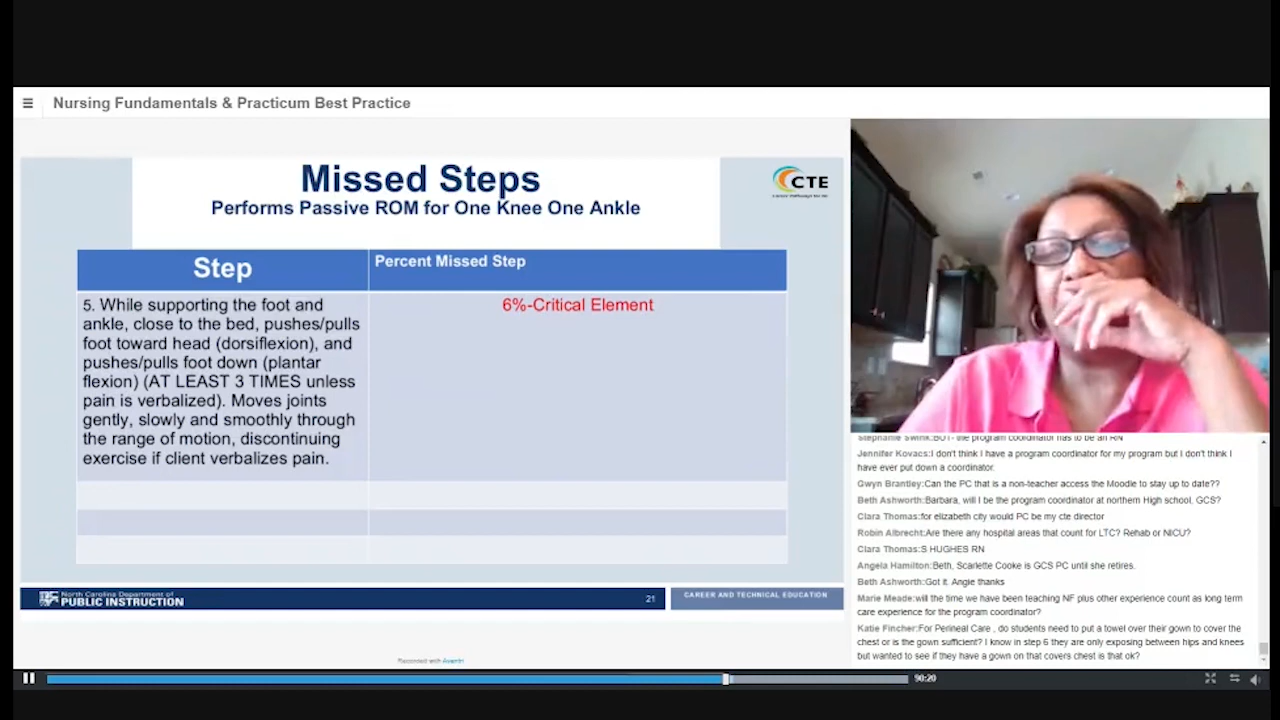 Nursing Fundamentals & Practicum Best Practice
Missed Steps
Performs Passive ROM for One Knee One Ankle
CTE
Step
Percent Missed Step
5. While supporting the foot and
ankle, close to the bed, pushes/pulls
foot toward head (dorsiflexion), and
pushes/pulls foot down (plantar
flexion) (AT LEAST 3 TIMES unless
pain is verbalized). Moves joints
gently, slowly and smoothly through
the range of motion, discontinuing
exercise if client verbalizes pain.
6%-Critical Element
North Carolina Department of
PUBLIC INSTRUCTION
21
CAREER AND TECHNICAL EDUCATION
Recorded with
Stephanie Swink:BUT- the program coordinator has to be an RN
Jennifer Kovacs:I don't think I have a program coordinator for my program but I don't think I
have ever put down a coordinator.
Gwyn Brantley:Can the PC that is a non-teacher access the Moodle to stay up to date??
Beth Ashworth:Barbara, will I be the program coordinator at northern High school, GCS?
Clara Thomas:for elizabeth city would PC be my cte director
Robin Albrecht:Are there any hospital areas that count for LTC? Rehab or NICU?
Clara Thomas:S HUGHES RN
Angela Hamilton:Beth, Scarlette Cooke is GCS PC until she retires.
Beth Ashworth:Got it. Angie thanks
Marie Meade:will the time we have been teaching NF plus other experience count as long term
care experience for the program coordinator?
Katie Fincher:For Perineal Care , do students need to put a towel over their gown to cover the
chest or is the gown sufficient? I know in step 6 they are only exposing between hips and knees
but wanted to see if they have a gown on that covers chest is that ok?
90:20